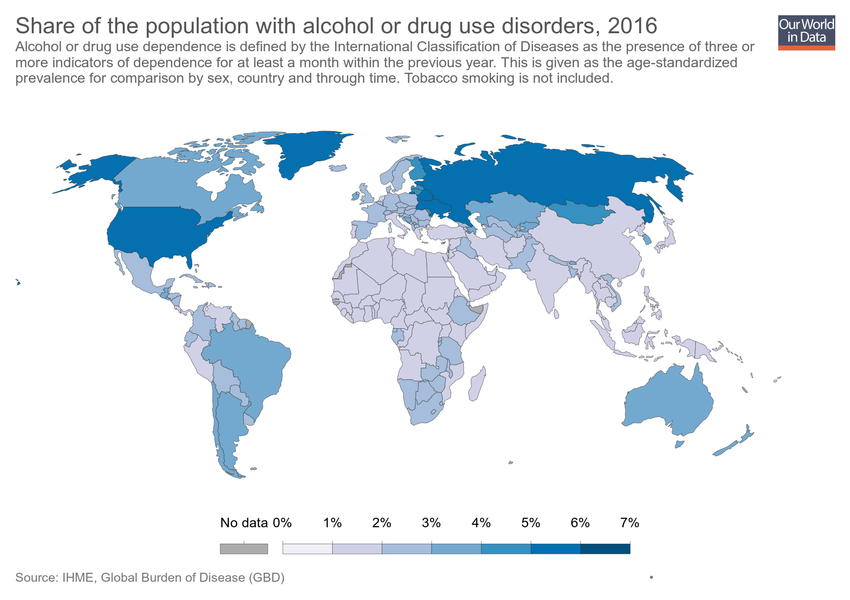 Share of the population with alcohol or drug use disorders, 2016
Our World
in Data
Alcohol or drug use dependence is defined by the International Classification of Diseases as the presence of three or
more indicators of dependence for at least a month within the previous year. This is given as the age-standardized
prevalence for comparison by sex, country and through time. Tobacco smoking is not included.
No data 0% 1% 2% 3% 4% 5% 6% 7%
Source: IHME, Global Burden of Disease (GBD)